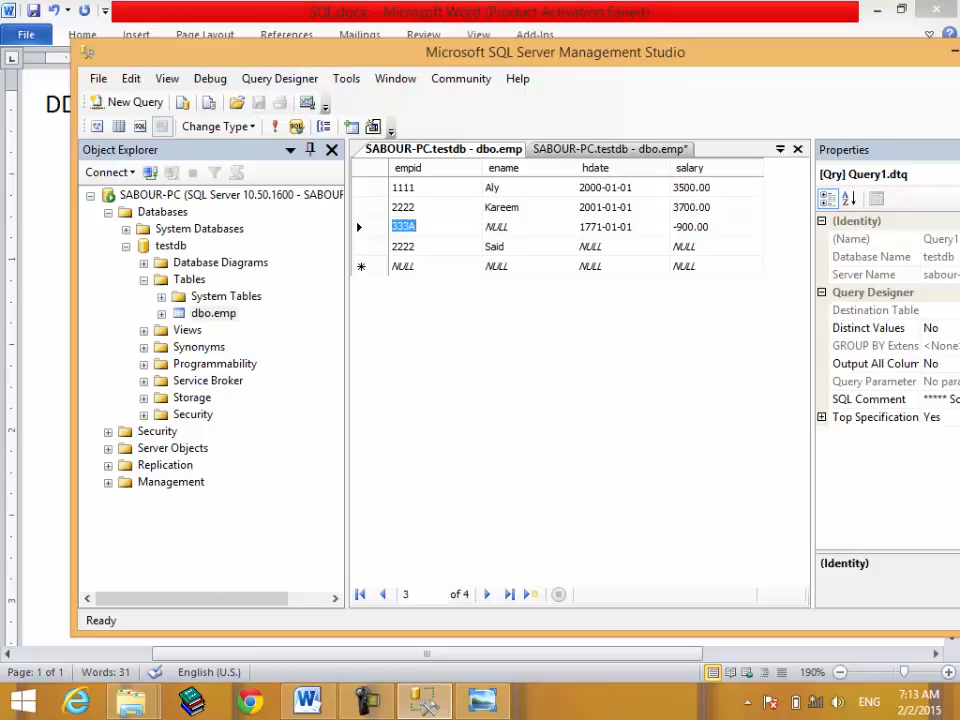 SQL.docx - Microsoft Word (Product Activation Failed)
File Home Insert Page Layout References Mailings Review View Add-Ins
Microsoft SQL Server Management Studio
File Edit View Debug Query Designer Tools Window Community Help
New Query
Change Type
Object Explorer
Connect
SABOUR-PC (SQL Server 10.50.1600 - SABOUR
Databases
System Databases
testdb
Database Diagrams
Tables
System Tables
dbo.emp
Views
Synonyms
Programmability
Service Broker
Storage
Security
Security
Server Objects
Replication
Management
SABOUR-PC.testdb - dbo.emp SABOUR-PC.testdb - dbo.emp*
empid ename hdate salary
1111 Aly 2000-01-01 3500.00
2222 Kareem 2001-01-01 3700.00
333A NULL 1771-01-01 -900.00
2222 Said NULL NULL
NULL NULL NULL NULL
3 of 4
Properties
[Qry] Query1.dtq
(Identity)
(Name) Query1
Database Name testdb
Server Name sabour-
Query Designer
Destination Table
Distinct Values No
GROUP BY Extens <None>
Output All Colum No
Query Parameter No para
SQL Comment ***** Sc
Top Specification Yes
(Identity)
Ready
Page: 1 of 1 Words: 31 English (U.S.) 190%
ENG
7:13 AM
2/2/2015